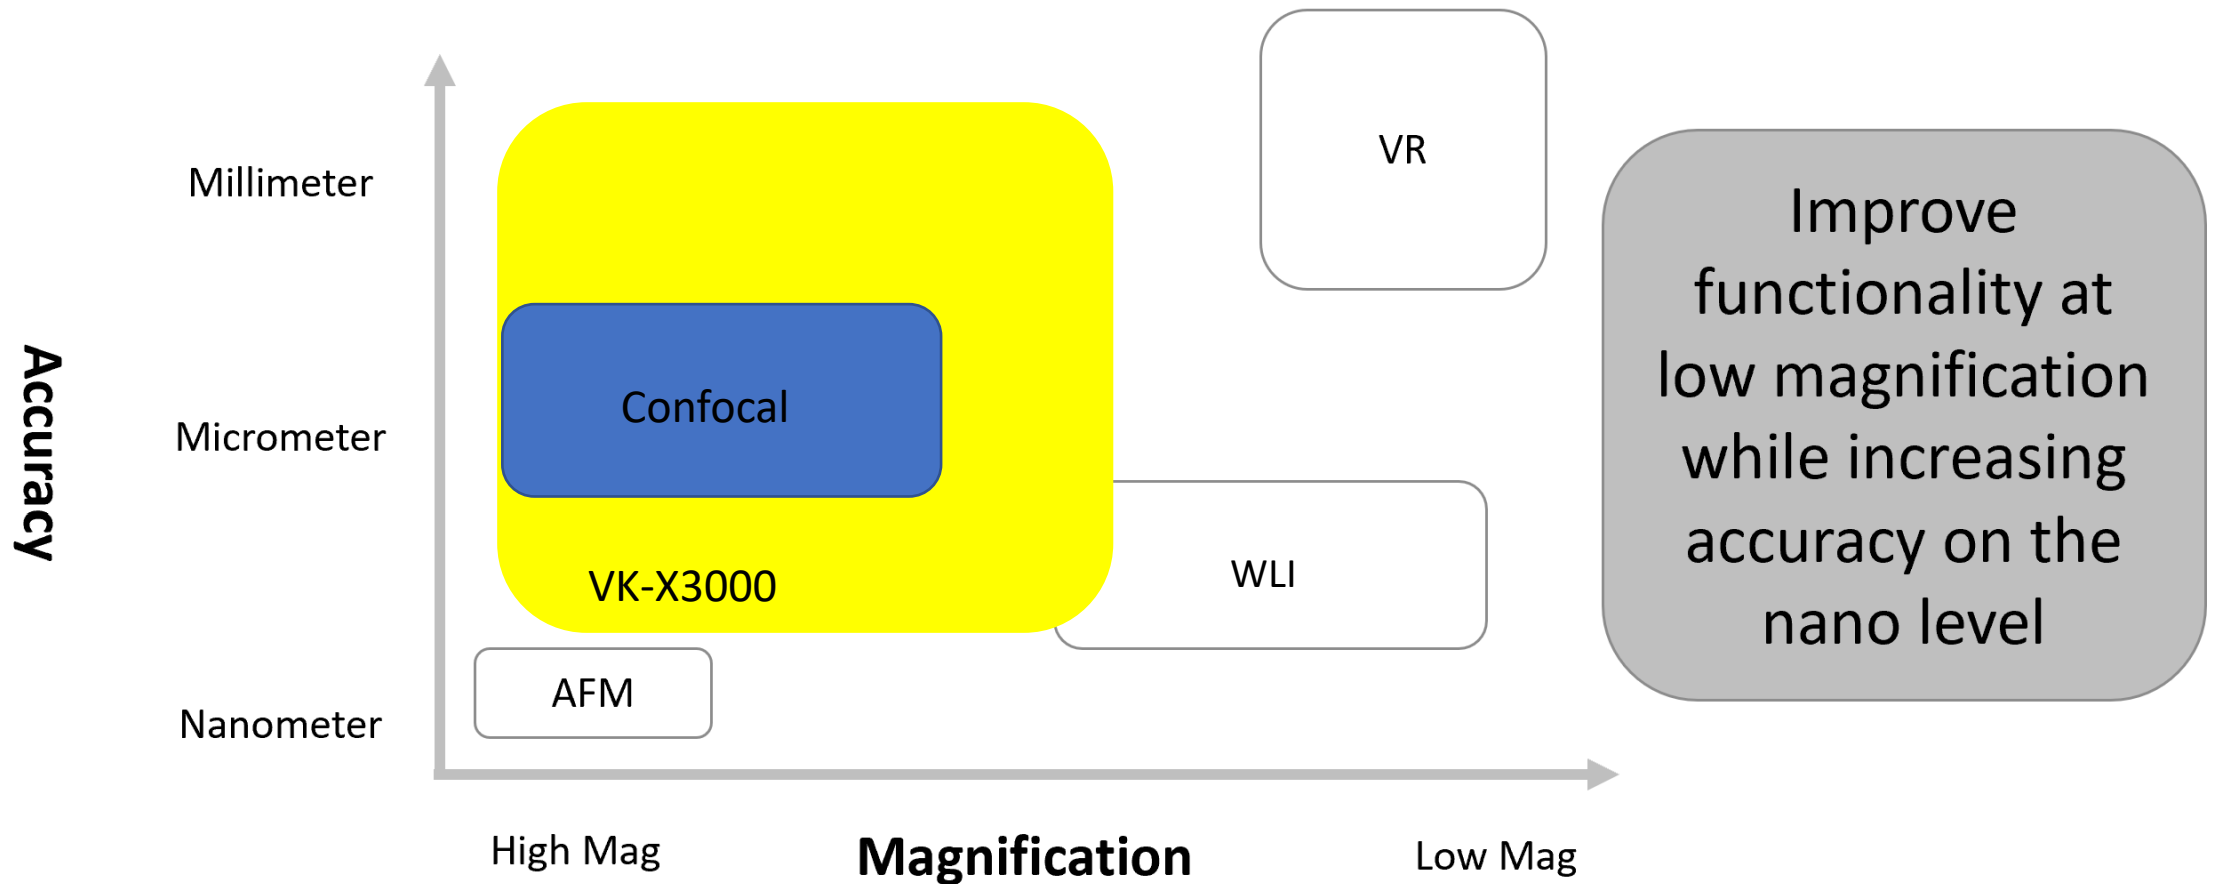 Accuracy
Millimeter
Micrometer
Nanometer
VR
Confocal
VK-X3000
WLI
AFM
High Mag
Magnification
Low Mag
Improve
functionality at
low magnification
while increasing
accuracy on the
nano level